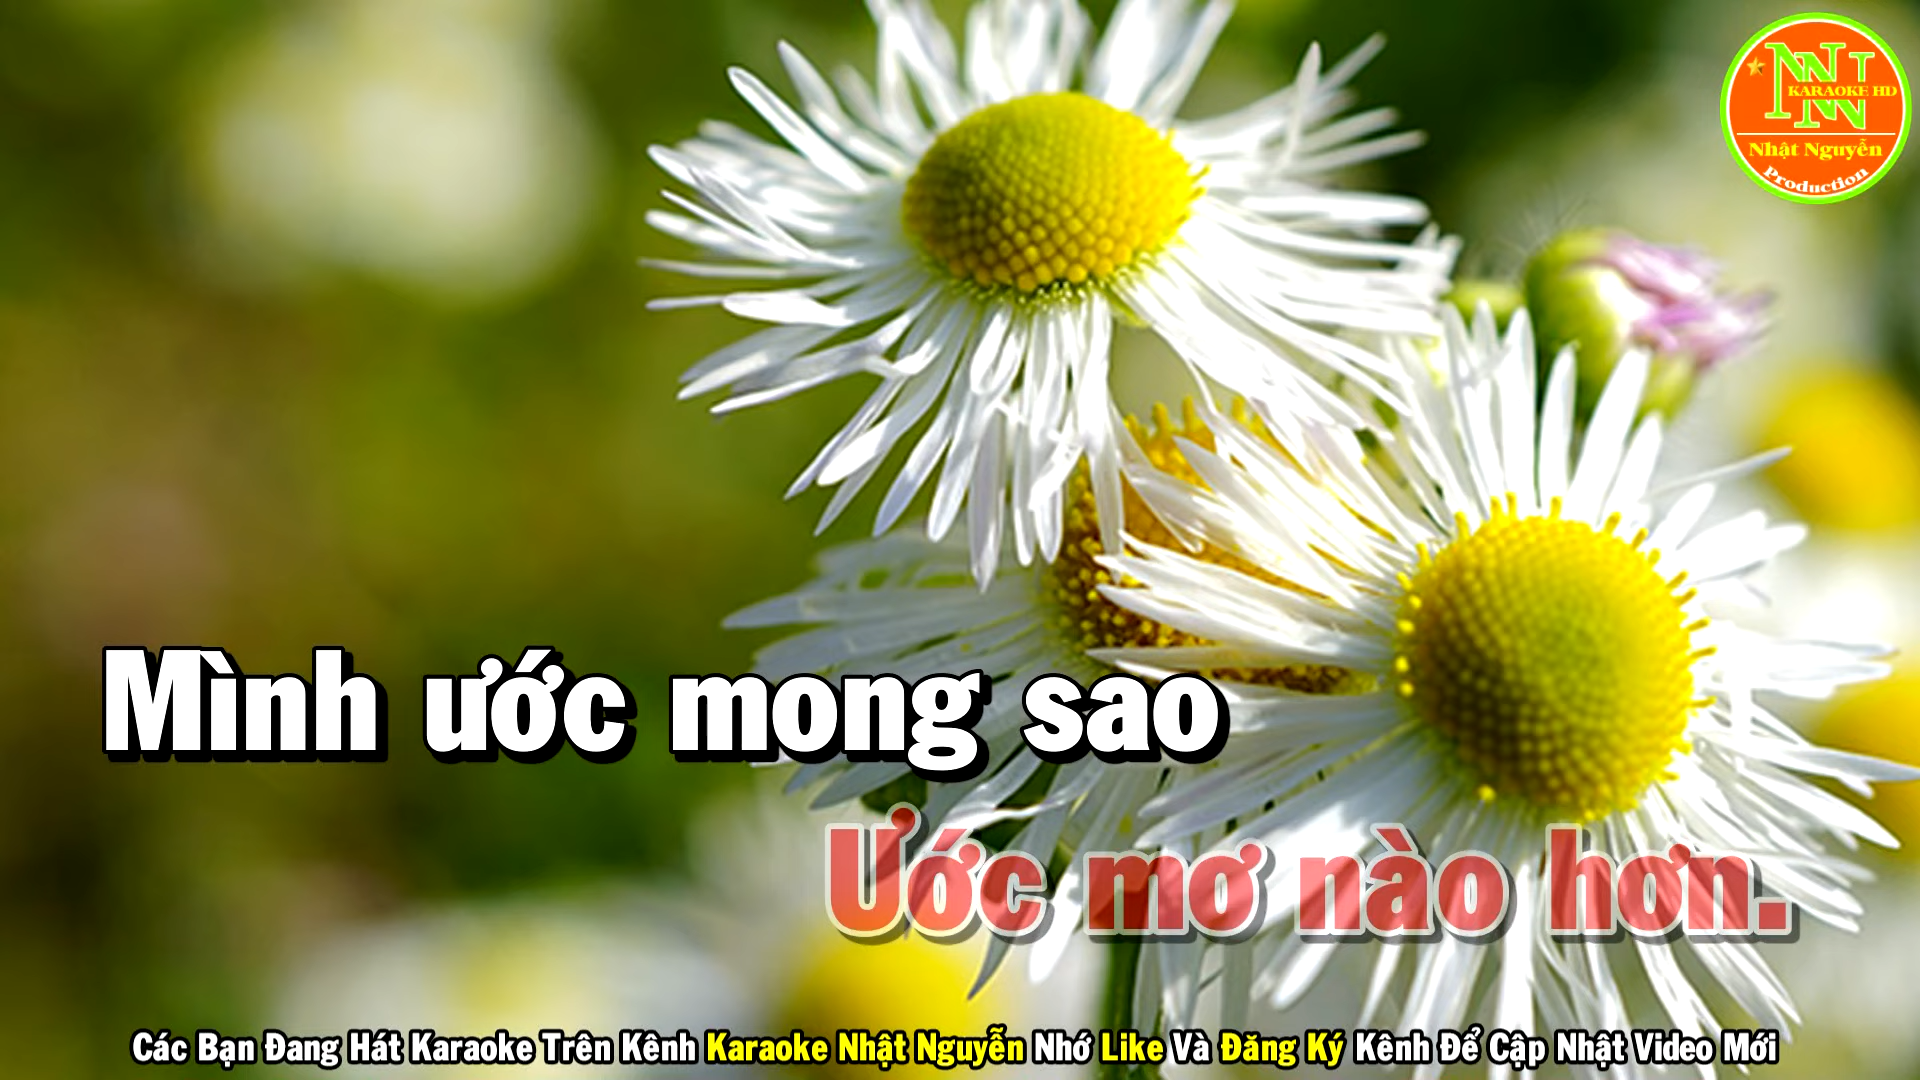 NN
KARAOKE HD
NN
Nhật Nguyễn
Production
Mình ước mong sao
Ước mơ nào hơn.
Các Bạn Đang Hát Karaoke Trên Kênh Karaoke Nhật Nguyễn Nhớ Like Và Đăng Ký Kênh Để Cập Nhật Video Mới